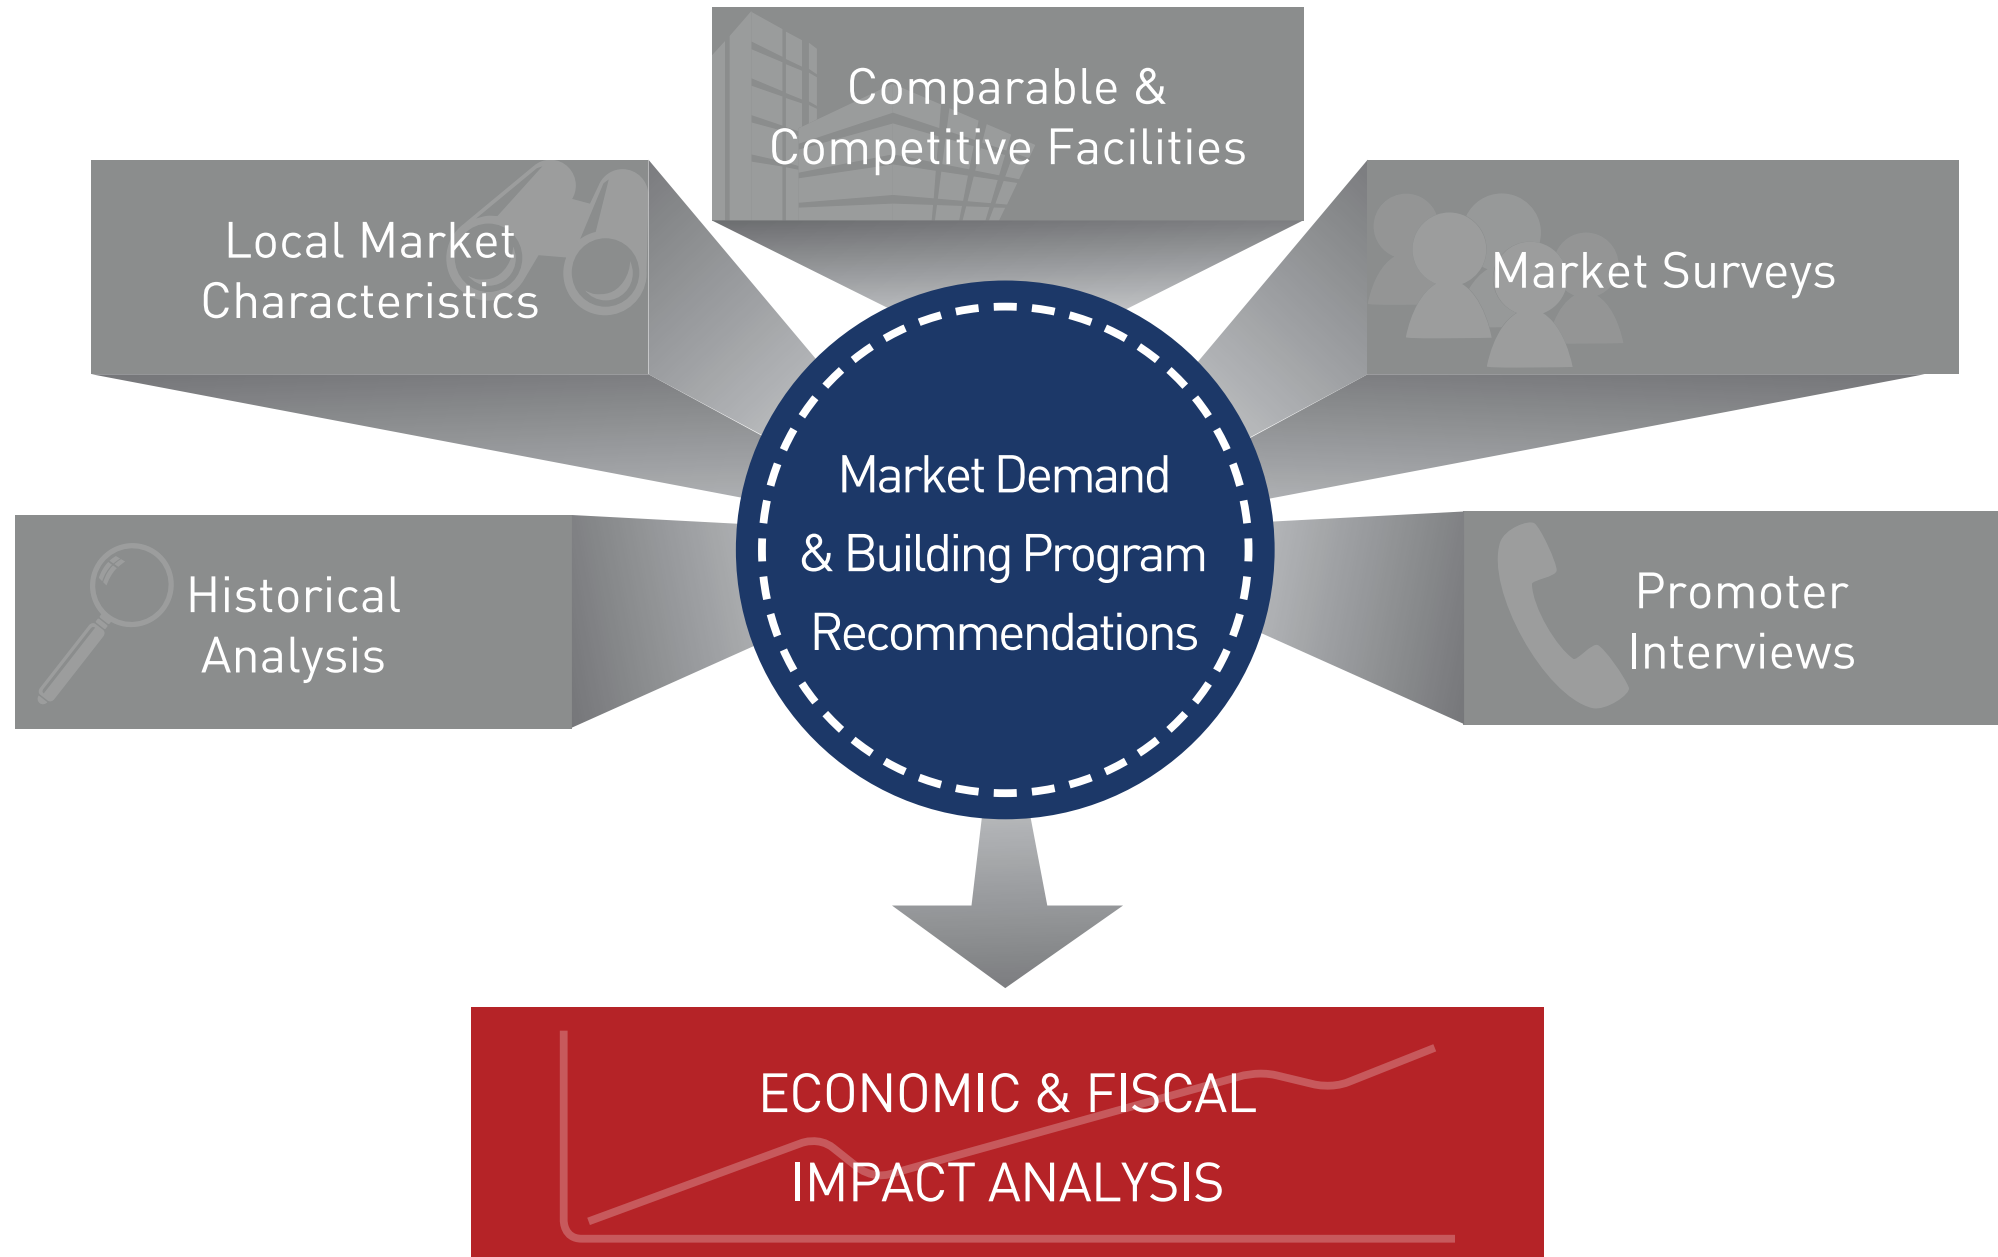 Comparable &
Competitive Facilities
Local Market
Characteristics
Market Surveys
Historical
Analysis
Market Demand
& Building Program
Recommendations
Promoter
Interviews
ECONOMIC & FISCAL
IMPACT ANALYSIS